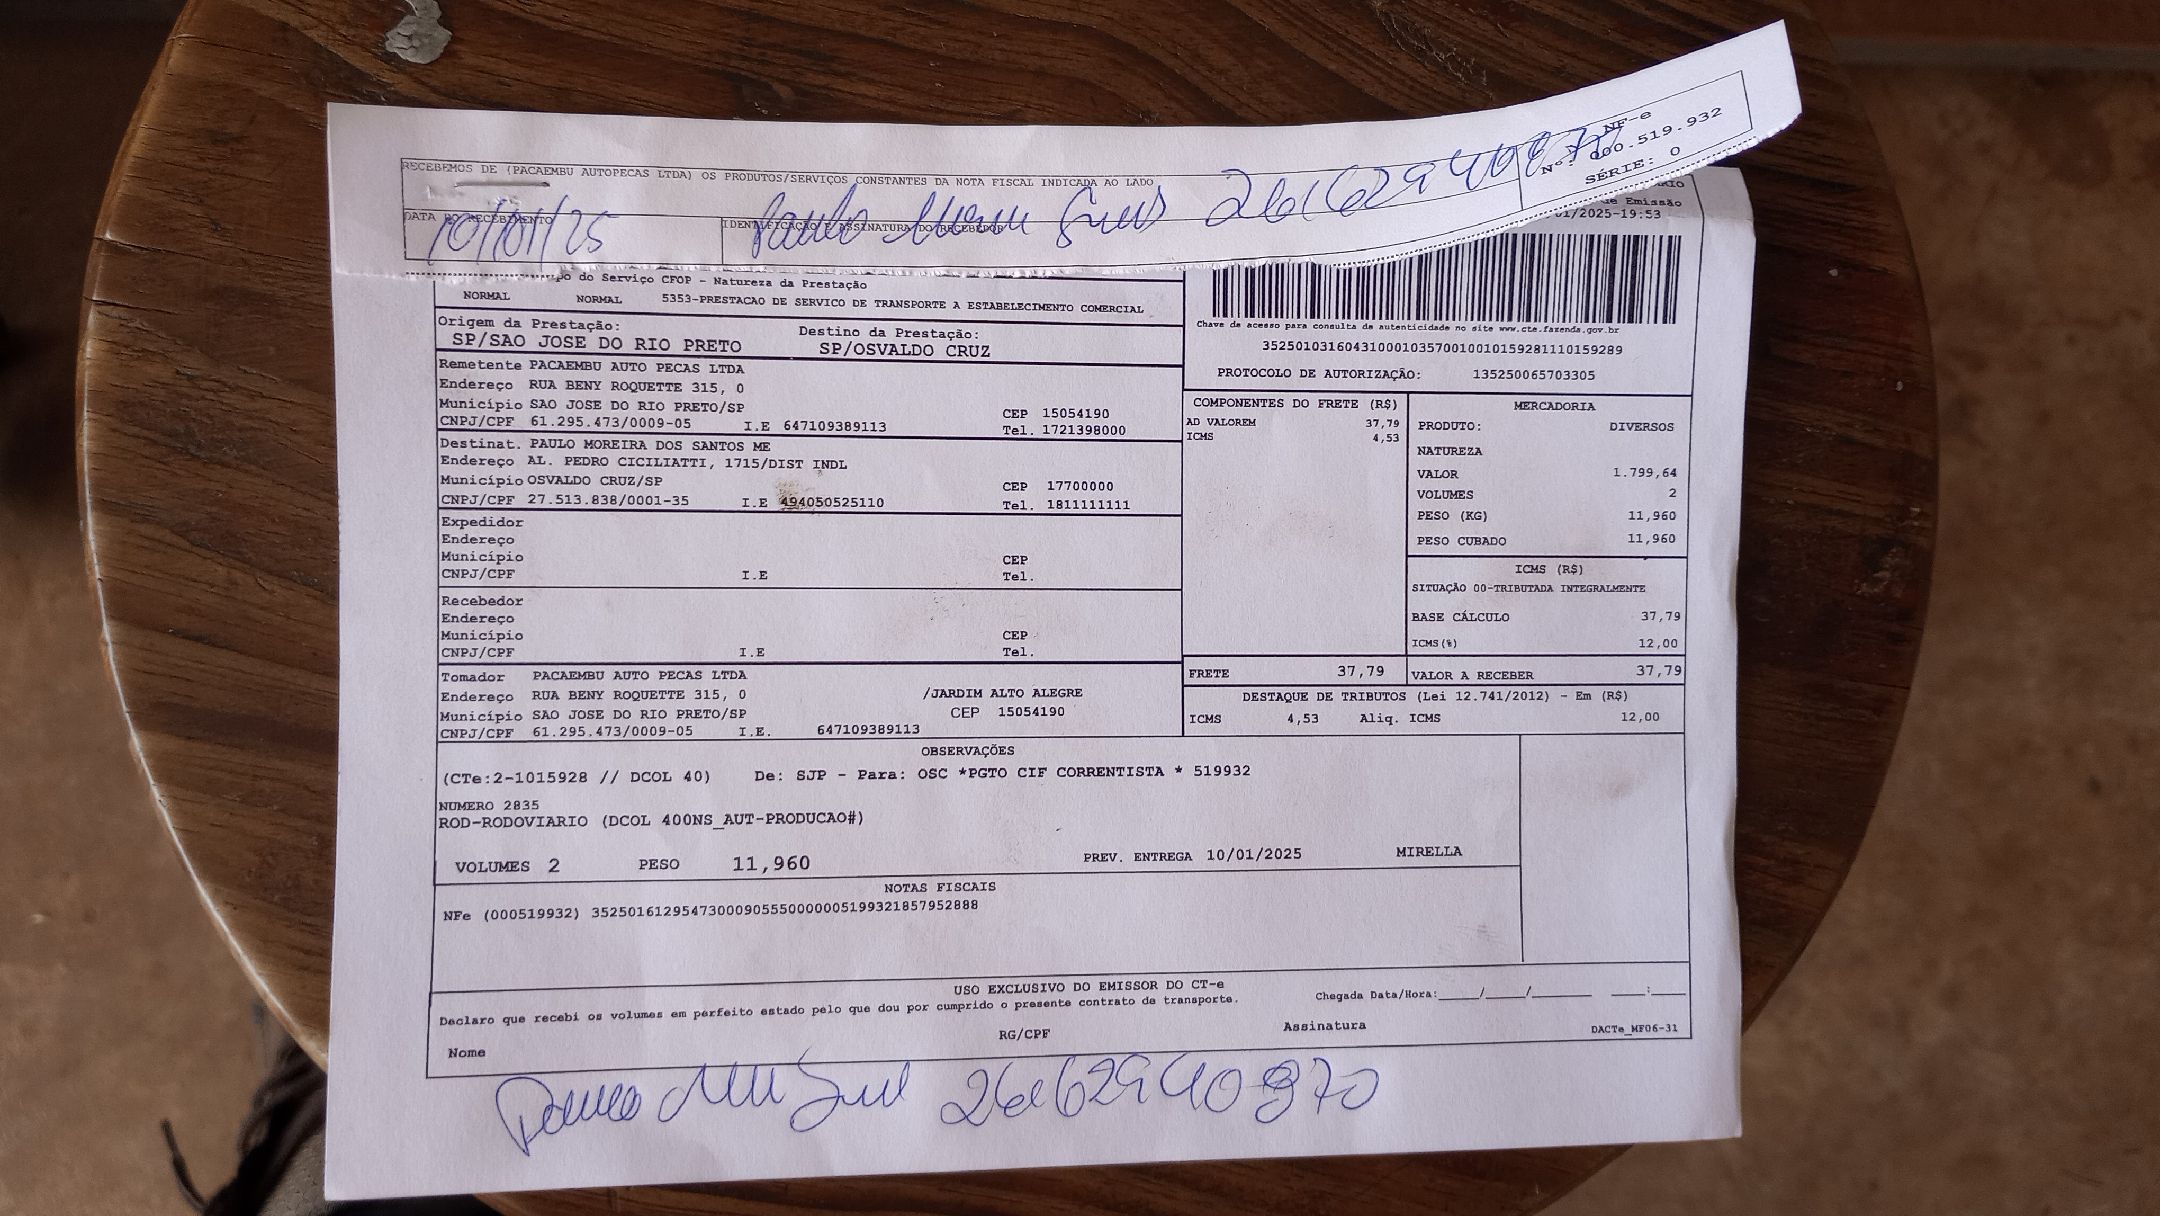 RECEBEMOS DE (PACAEMBU AUTOPECAS LTDA) OS PRODUTOS/SERVIÇOS CONSTANTES DA NOTA FISCAL INDICADA AO LADO
NF-e
Nº: 000.519.932
SÉRIE: 0
DATA DO RECEBIMENTO
10/01/25
IDENTIFICAÇÃO E ASSINATURA DO RECEBEDOR
Paulo
de Emissão
01/2025-19:53
po do Serviço CFOP - Natureza da Prestação
NORMAL NORMAL 5353-PRESTACAO DE SERVICO DE TRANSPORTE A ESTABELECIMENTO COMERCIAL
Origem da Prestação: Destino da Prestação:
SP/SAO JOSE DO RIO PRETO SP/OSVALDO CRUZ
Chave de acesso para consulta de autenticidade no site www.cte.fazenda.gov.br
35250103160431000103570010010159281110159289
PROTOCOLO DE AUTORIZAÇÃO: 135250065703305
Remetente PACAEMBU AUTO PECAS LTDA
Endereço RUA BENY ROQUETTE 315, 0
Município SAO JOSE DO RIO PRETO/SP CEP 15054190
CNPJ/CPF 61.295.473/0009-05 I.E 647109389113 Tel. 1721398000
Destinat. PAULO MOREIRA DOS SANTOS ME
Endereço AL. PEDRO CICILIATTI, 1715/DIST INDL
Município OSVALDO CRUZ/SP CEP 17700000
CNPJ/CPF 27.513.838/0001-35 I.E 494050525110 Tel. 1811111111
Expedidor
Endereço
Município CEP
CNPJ/CPF I.E Tel.
Recebedor
Endereço
Município CEP
CNPJ/CPF I.E Tel.
Tomador PACAEMBU AUTO PECAS LTDA
Endereço RUA BENY ROQUETTE 315, 0 /JARDIM ALTO ALEGRE
Município SAO JOSE DO RIO PRETO/SP CEP 15054190
CNPJ/CPF 61.295.473/0009-05 I.E. 647109389113
COMPONENTES DO FRETE (R$)
AD VALOREM 37,79
ICMS 4,53
MERCADORIA
PRODUTO: DIVERSOS
NATUREZA
VALOR 1.799,64
VOLUMES 2
PESO (KG) 11,960
PESO CUBADO 11,960
ICMS (R$)
SITUAÇÃO 00-TRIBUTADA INTEGRALMENTE
BASE CÁLCULO 37,79
ICMS(%) 12,00
FRETE 37,79 VALOR A RECEBER 37,79
DESTAQUE DE TRIBUTOS (Lei 12.741/2012) - Em (R$)
ICMS 4,53 Aliq. ICMS 12,00
OBSERVAÇÕES
(CTe:2-1015928 // DCOL 40) De: SJP - Para: OSC *PGTO CIF CORRENTISTA * 519932
NUMERO 2835
ROD-RODOVIARIO (DCOL 400NS_AUT-PRODUCAO#)
VOLUMES 2 PESO 11,960 PREV. ENTREGA 10/01/2025 MIRELLA
NOTAS FISCAIS
NFe (000519932) 35250161295473000905550000005199321857952888
USO EXCLUSIVO DO EMISSOR DO CT-e
Declaro que recebi os volumes em perfeito estado pelo que dou por cumprido o presente contrato de transporte. Chegada Data/Hora:____/____/______ ___:___
Nome RG/CPF Assinatura DACTe_MF06-31